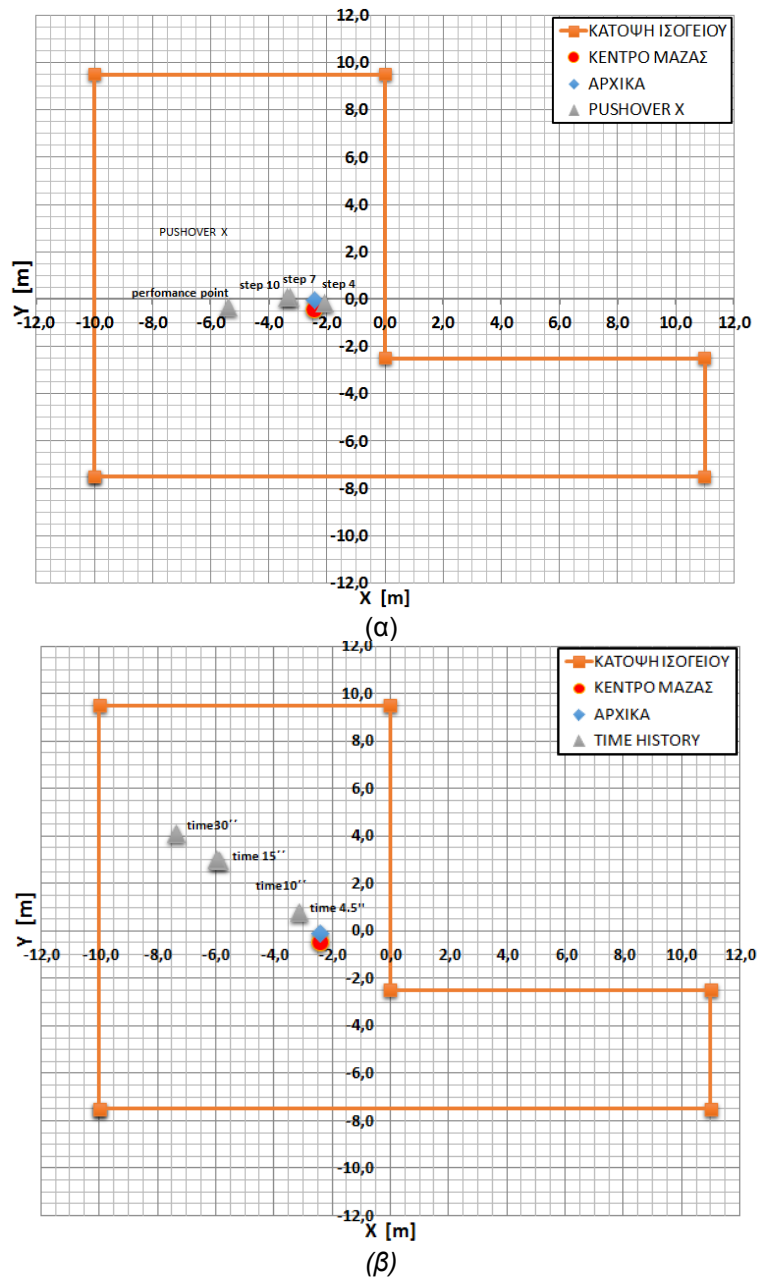 12,0
ΚΑΤΟΨΗ ΙΣΟΓΕΙΟΥ
ΚΕΝΤΡΟ ΜΑΖΑΣ
ΑΡΧΙΚΑ
PUSHOVER X
10,0
8,0
6,0
4,0
PUSHOVER X
2,0
step 7
step 10
step 4
perfomance point
0,0
Y [m]
-12,0 -10,0 -8,0 -6,0 -4,0 -2,0 0,0 2,0 4,0 6,0 8,0 10,0 12,0
-2,0
-4,0
-6,0
-8,0
-10,0
-12,0
X [m]
(α)
12,0
ΚΑΤΟΨΗ ΙΣΟΓΕΙΟΥ
ΚΕΝΤΡΟ ΜΑΖΑΣ
ΑΡΧΙΚΑ
TIME HISTORY
10,0
8,0
6,0
4,0
time30΄΄
time 15΄΄
2,0
time10΄΄
time 4.5"
0,0
Y [m]
-12,0 -10,0 -8,0 -6,0 -4,0 -2,0 0,0 2,0 4,0 6,0 8,0 10,0 12,0
-2,0
-4,0
-6,0
-8,0
-10,0
-12,0
X [m]
(β)